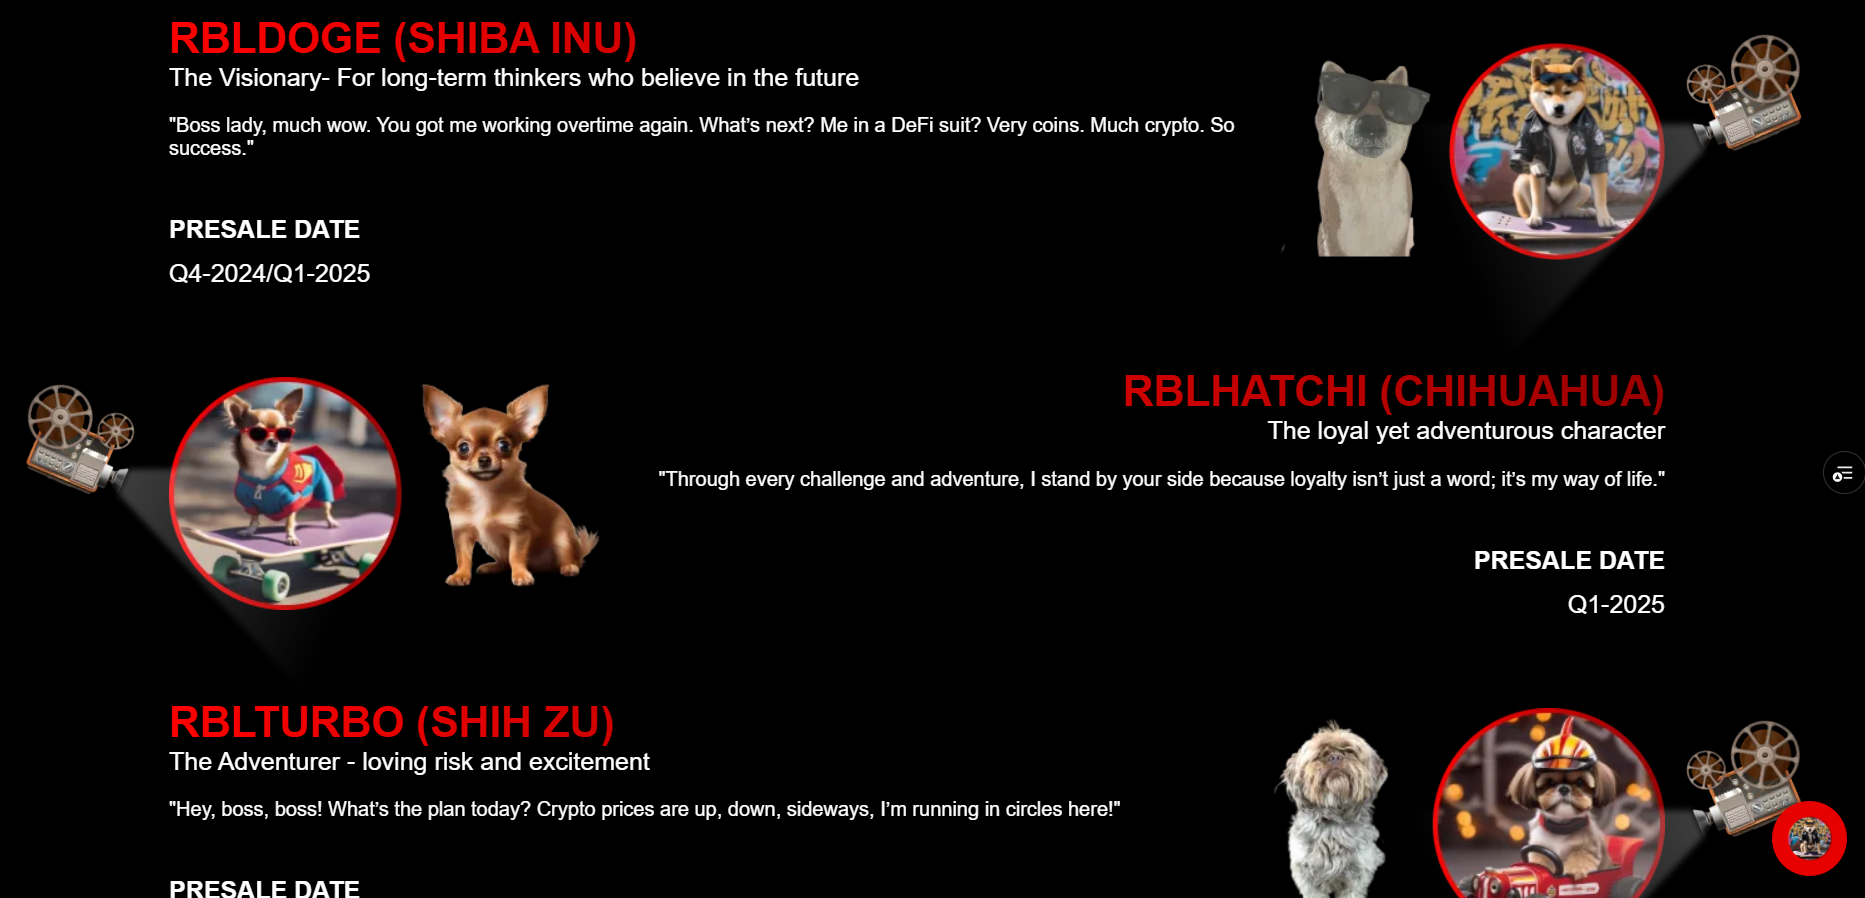 RBLDOGE (SHIBA INU)
The Visionary- For long-term thinkers who believe in the future
"Boss lady, much wow. You got me working overtime again. What’s next? Me in a DeFi suit? Very coins. Much crypto. So
success."
PRESALE DATE
Q4-2024/Q1-2025
RBLHATCHI (CHIHUAHUA)
The loyal yet adventurous character
"Through every challenge and adventure, I stand by your side because loyalty isn’t just a word; it’s my way of life."
PRESALE DATE
Q1-2025
RBLTURBO (SHIH ZU)
The Adventurer - loving risk and excitement
"Hey, boss, boss! What’s the plan today? Crypto prices are up, down, sideways, I’m running in circles here!"
PRESALE DATE